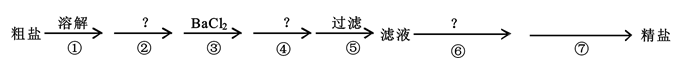 溶解 ? BaCl₂ ? 过滤 ?
粗盐 滤液 精盐
① ② ③ ④ ⑤ ⑥ ⑦